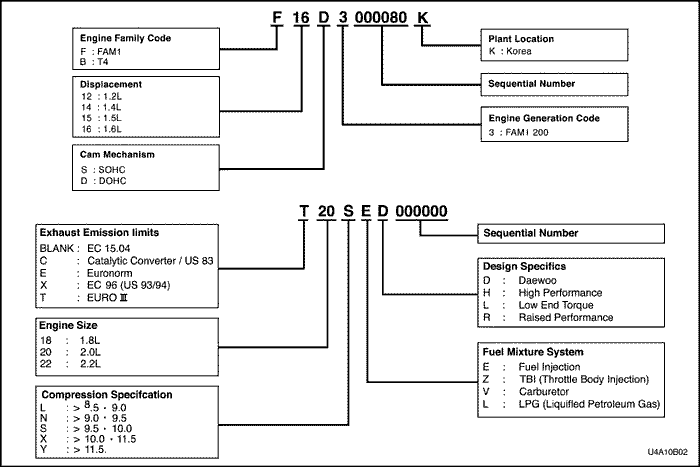 F 16 D 3 000080 K
Engine Family Code
F : FAM1
B : T4
Displacement
12 : 1.2L
14 : 1.4L
15 : 1.5L
16 : 1.6L
Cam Mechanism
S : SOHC
D : DOHC
Plant Location
K : Korea
Sequential Number
Engine Generation Code
3 : FAM1 200
T 20 S E D 000000
Exhaust Emission limits
BLANK : EC 15.04
C : Catalytic Converter / US 83
E : Euronorm
X : EC 96 (US 93/94)
T : EURO III
Engine Size
18 : 1.8L
20 : 2.0L
22 : 2.2L
Compression Specifcation
L : > 8.5 · 9.0
N : > 9.0 · 9.5
S : > 9.5 · 10.0
X : > 10.0 · 11.5
Y : > 11.5.
Sequential Number
Design Specifics
D : Daewoo
H : High Performance
L : Low End Torque
R : Raised Performance
Fuel Mixture System
E : Fuel Injection
Z : TBI (Throttle Body Injection)
V : Carburetor
L : LPG (Liquifled Petroleum Gas)
U4A10B02